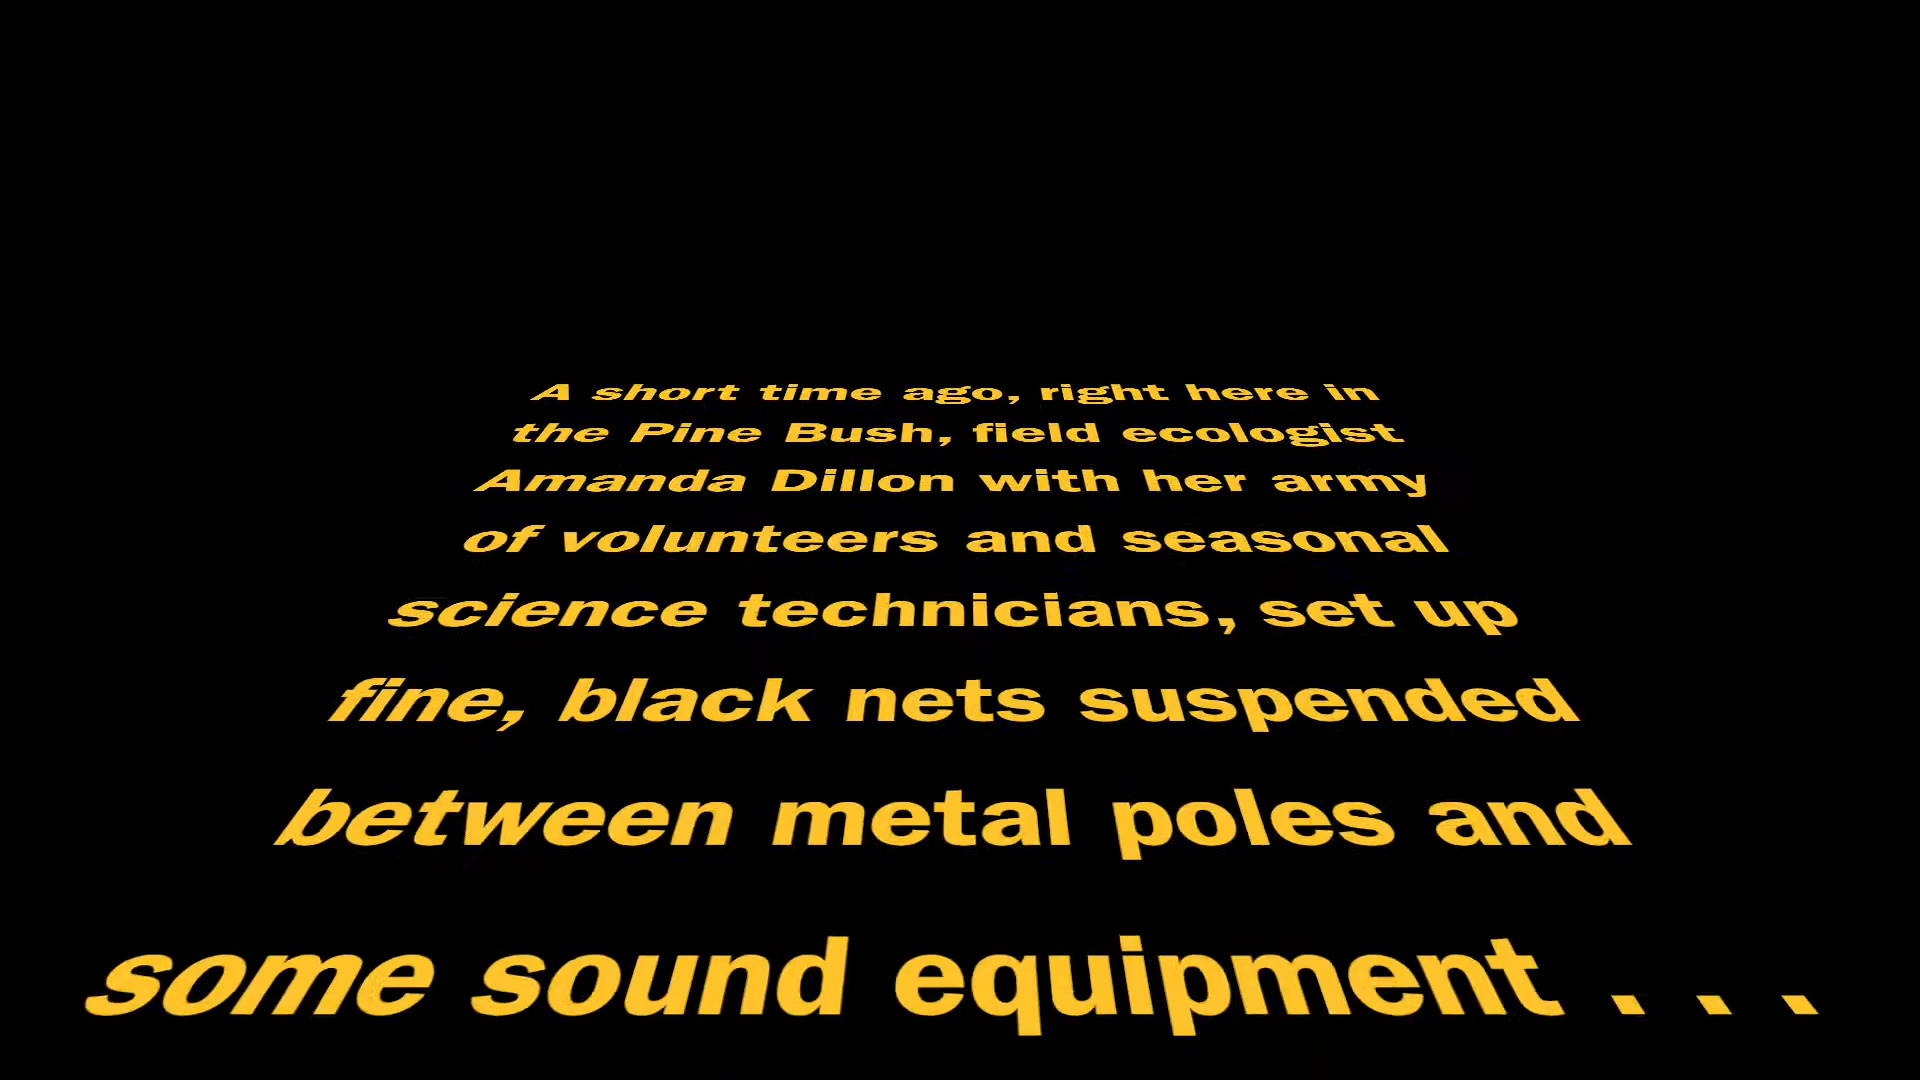 A short time ago, right here in
the Pine Bush, field ecologist
Amanda Dillon with her army
of volunteers and seasonal
science technicians, set up
fine, black nets suspended
between metal poles and
some sound equipment . . .